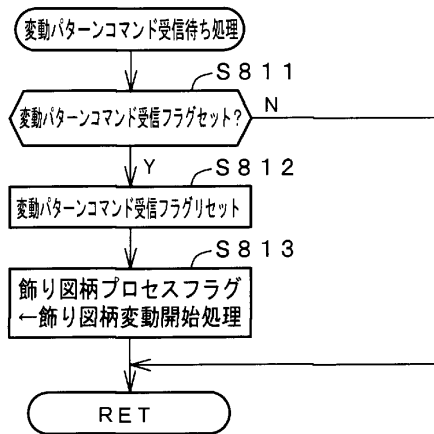 変動パターンコマンド受信待ち処理
S811
変動パターンコマンド受信フラグセット?
N
Y
S812
変動パターンコマンド受信フラグリセット
S813
飾り図柄プロセスフラグ
←飾り図柄変動開始処理
RET